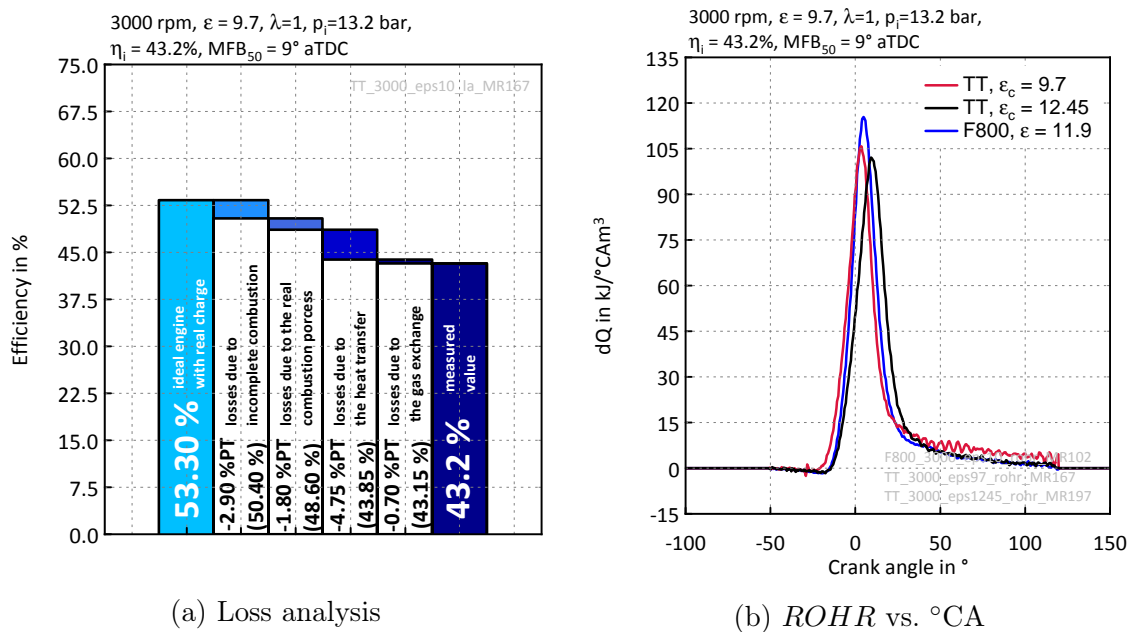 3000 rpm, ε = 9.7, λ=1, pᵢ=13.2 bar,
ηᵢ = 43.2%, MFB₅₀ = 9° aTDC
75.0
67.5
60.0
52.5
45.0
37.5
30.0
22.5
15.0
7.5
0.0
Efficiency in %
TT_3000_eps10_la_MR167
53.30 % ideal engine
with real charge
-2.90 %PT losses due to
(50.40 %) incomplete combustion
-1.80 %PT losses due to the real
(48.60 %) combustion porcess
-4.75 %PT losses due to
(43.85 %) the heat transfer
-0.70 %PT losses due to
(43.15 %) the gas exchange
43.2 % measured
value
(a) Loss analysis
3000 rpm, ε = 9.7, λ=1, pᵢ=13.2 bar,
ηᵢ = 43.2%, MFB₅₀ = 9° aTDC
135
120
105
90
75
60
45
30
15
0
-15
dQ in kJ/°CAm³
TT, ε꜀ = 9.7
TT, ε꜀ = 12.45
F800, ε = 11.9
TT_3000_eps97_rohr_MR167
TT_3000_eps1245_rohr_MR197
-100 -50 0 50 100 150
Crank angle in °
(b) ROHR vs. °CA